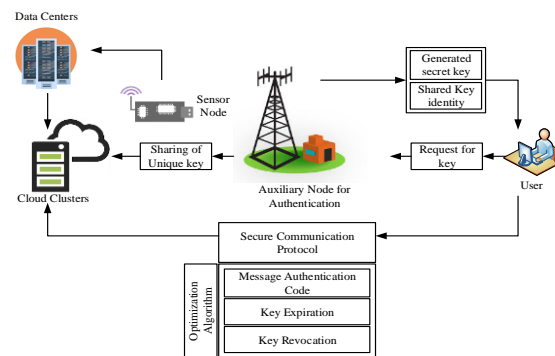 Data Centers
Sensor
Node
Generated
secret key
Shared Key
identity
Sharing of
Unique key
Request for
key
Cloud Clusters
Auxiliary Node for
Authentication
User
Secure Communication
Protocol
Optimization
Algorithm
Message Authentication
Code
Key Expiration
Key Revocation